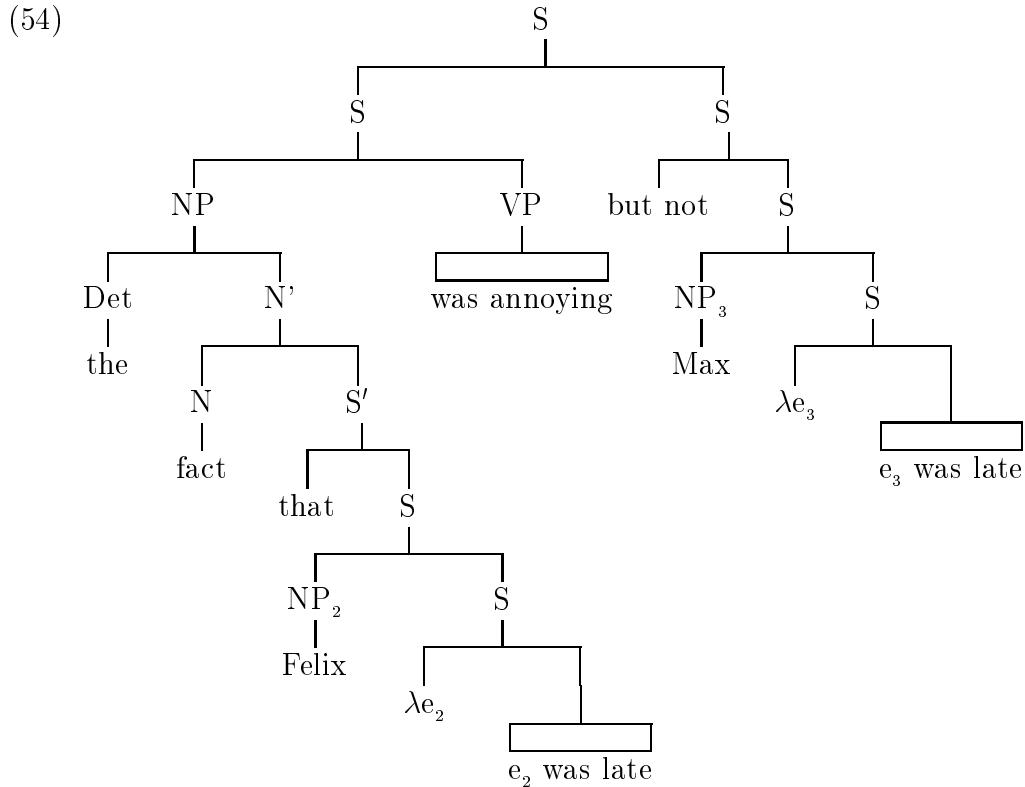 (54) S
S S
NP VP but not S
Det N' was annoying NP₃ S
the Max
N S′ λe₃
fact e₃ was late
that S
NP₂ S
Felix
λe₂
e₂ was late